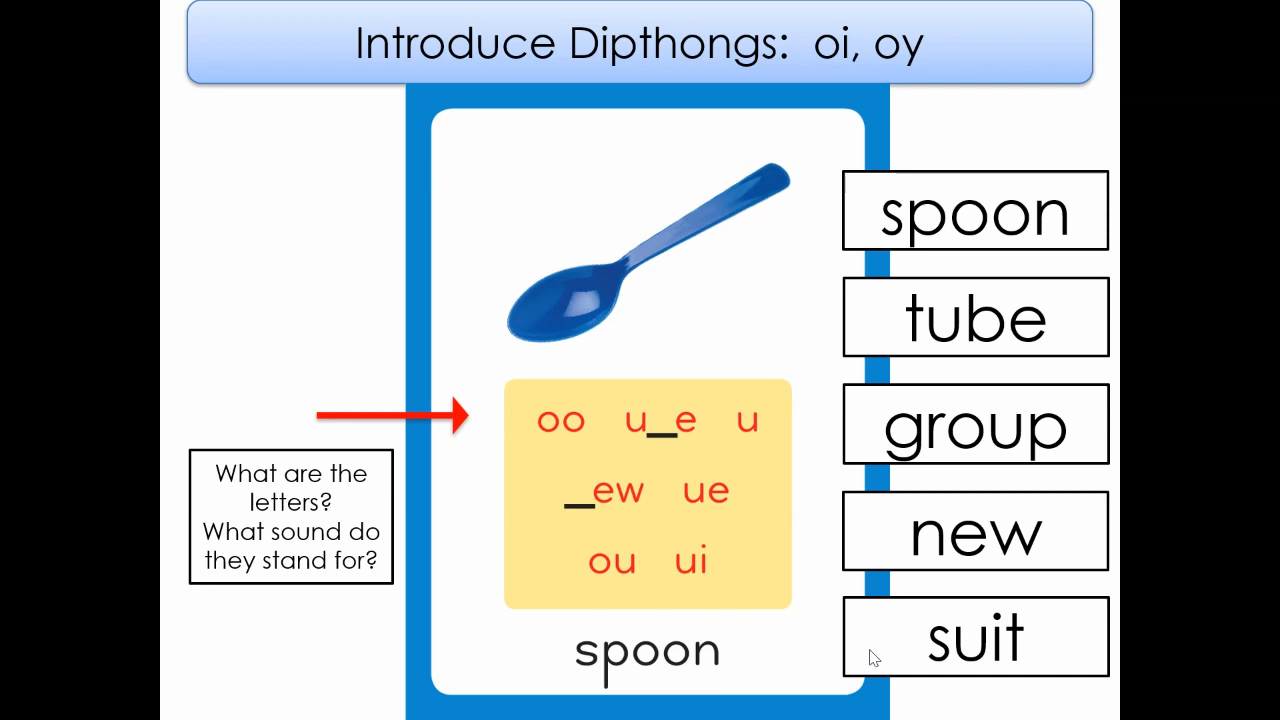 Introduce Dipthongs: oi, oy
oo u_e u
_ew ue
ou ui
spoon
What are the
letters?
What sound do
they stand for?
spoon
tube
group
new
suit